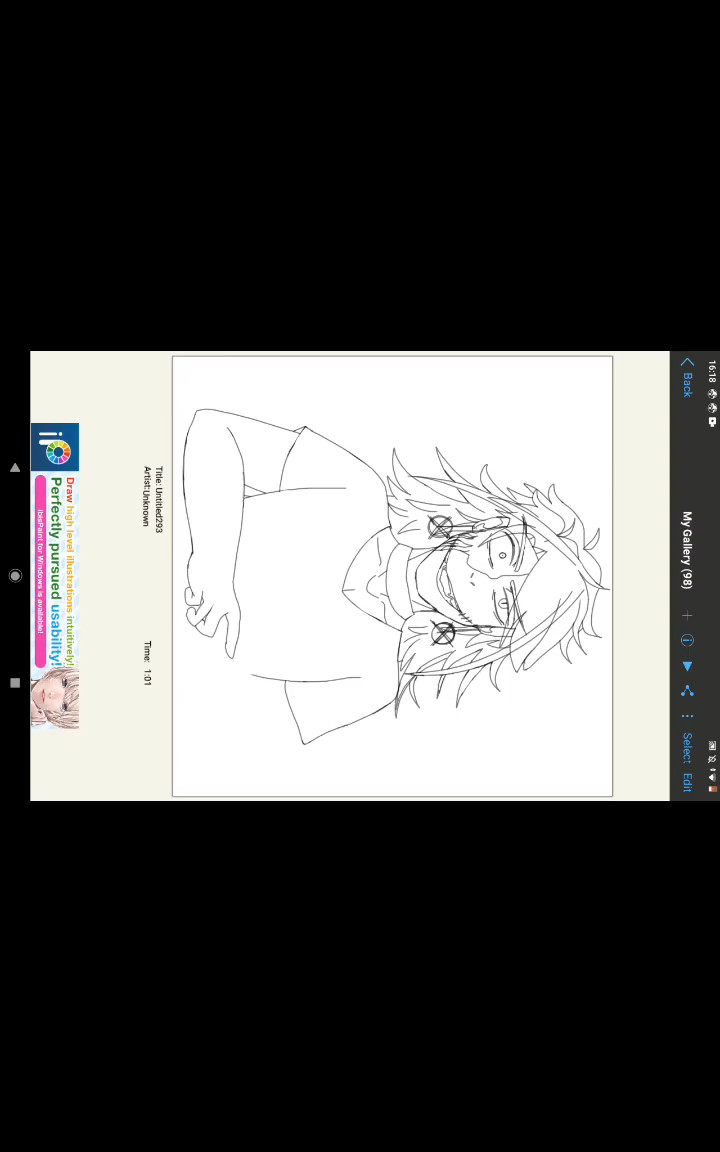 16:18
Back
My Gallery (98)
Select
Edit
Title: Untitled293
Artist:Unknown
Time: 1:01
iP
Draw high level illustrations intuitively!
Perfectly pursued usability!
ibisPaint for Windows is available!